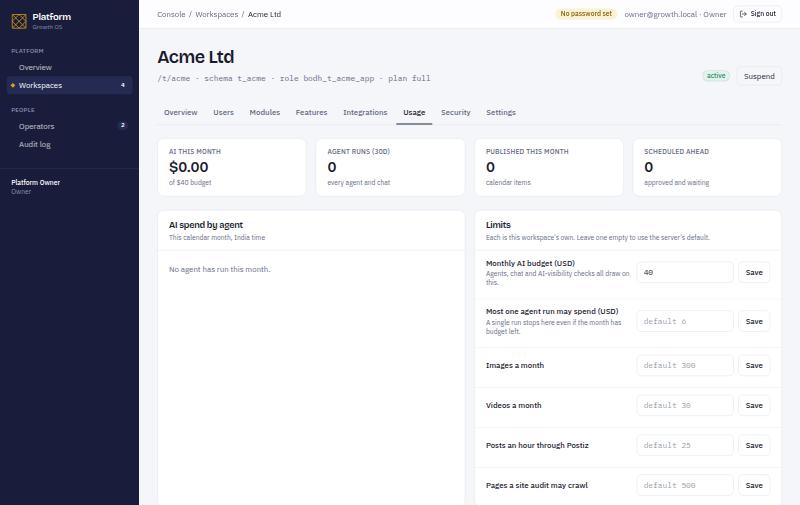 Platform
Growth OS
PLATFORM
Overview
Workspaces 4
PEOPLE
Operators 2
Audit log
Platform Owner
Owner
Console / Workspaces / Acme Ltd
No password set
owner@growth.local · Owner
Sign out
Acme Ltd
/t/acme · schema t_acme · role bodh_t_acme_app · plan full
active
Suspend
Overview Users Modules Features Integrations Usage Security Settings
AI THIS MONTH
$0.00
of $40 budget
AGENT RUNS (30D)
0
every agent and chat
PUBLISHED THIS MONTH
0
calendar items
SCHEDULED AHEAD
0
approved and waiting
AI spend by agent
This calendar month, India time
No agent has run this month.
Limits
Each is this workspace's own. Leave one empty to use the server's default.
Monthly AI budget (USD)
Agents, chat and AI-visibility checks all draw on
this.
40
Save
Most one agent run may spend (USD)
A single run stops here even if the month has
budget left.
default 6
Save
Images a month
default 300
Save
Videos a month
default 30
Save
Posts an hour through Postiz
default 25
Save
Pages a site audit may crawl
default 500
Save